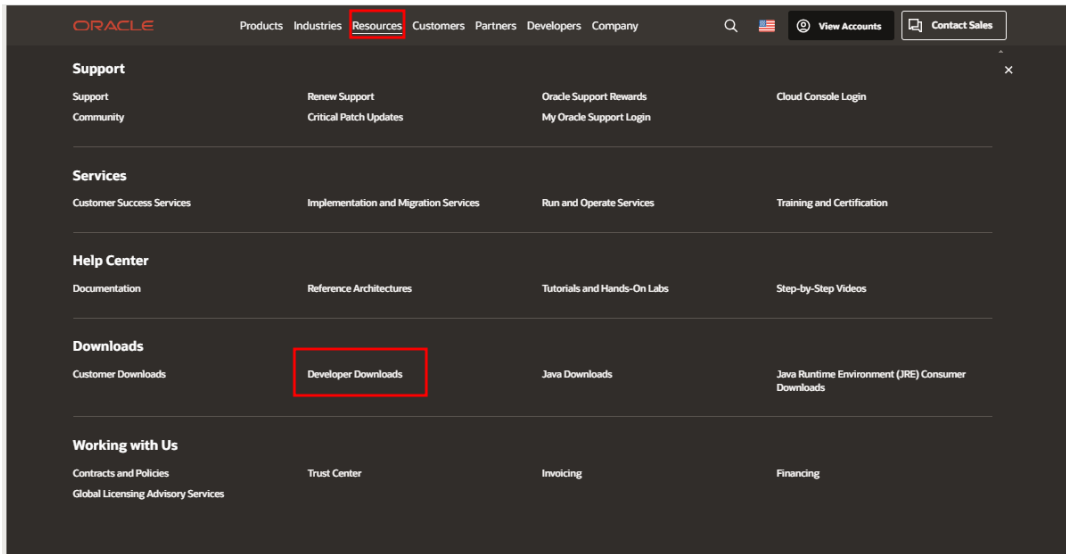 ORACLE Products Industries Resources Customers Partners Developers Company View Accounts Contact Sales
Support
Support Renew Support Oracle Support Rewards Cloud Console Login
Community Critical Patch Updates My Oracle Support Login
Services
Customer Success Services Implementation and Migration Services Run and Operate Services Training and Certification
Help Center
Documentation Reference Architectures Tutorials and Hands-On Labs Step-by-Step Videos
Downloads
Customer Downloads Developer Downloads Java Downloads Java Runtime Environment (JRE) Consumer
Downloads
Working with Us
Contracts and Policies Trust Center Invoicing Financing
Global Licensing Advisory Services